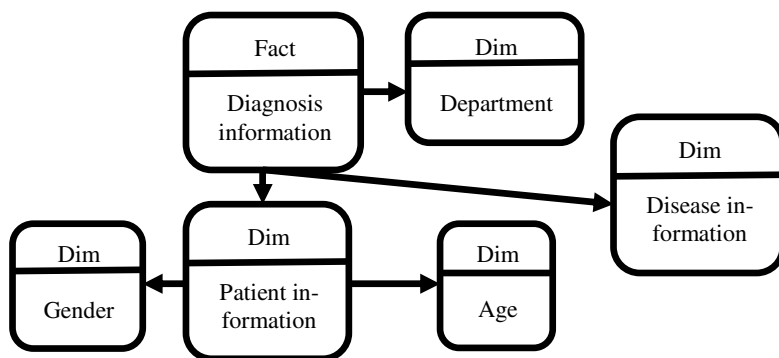 Fact
Diagnosis
information
Dim
Department
Dim
Disease in-
formation
Dim
Gender
Dim
Patient in-
formation
Dim
Age